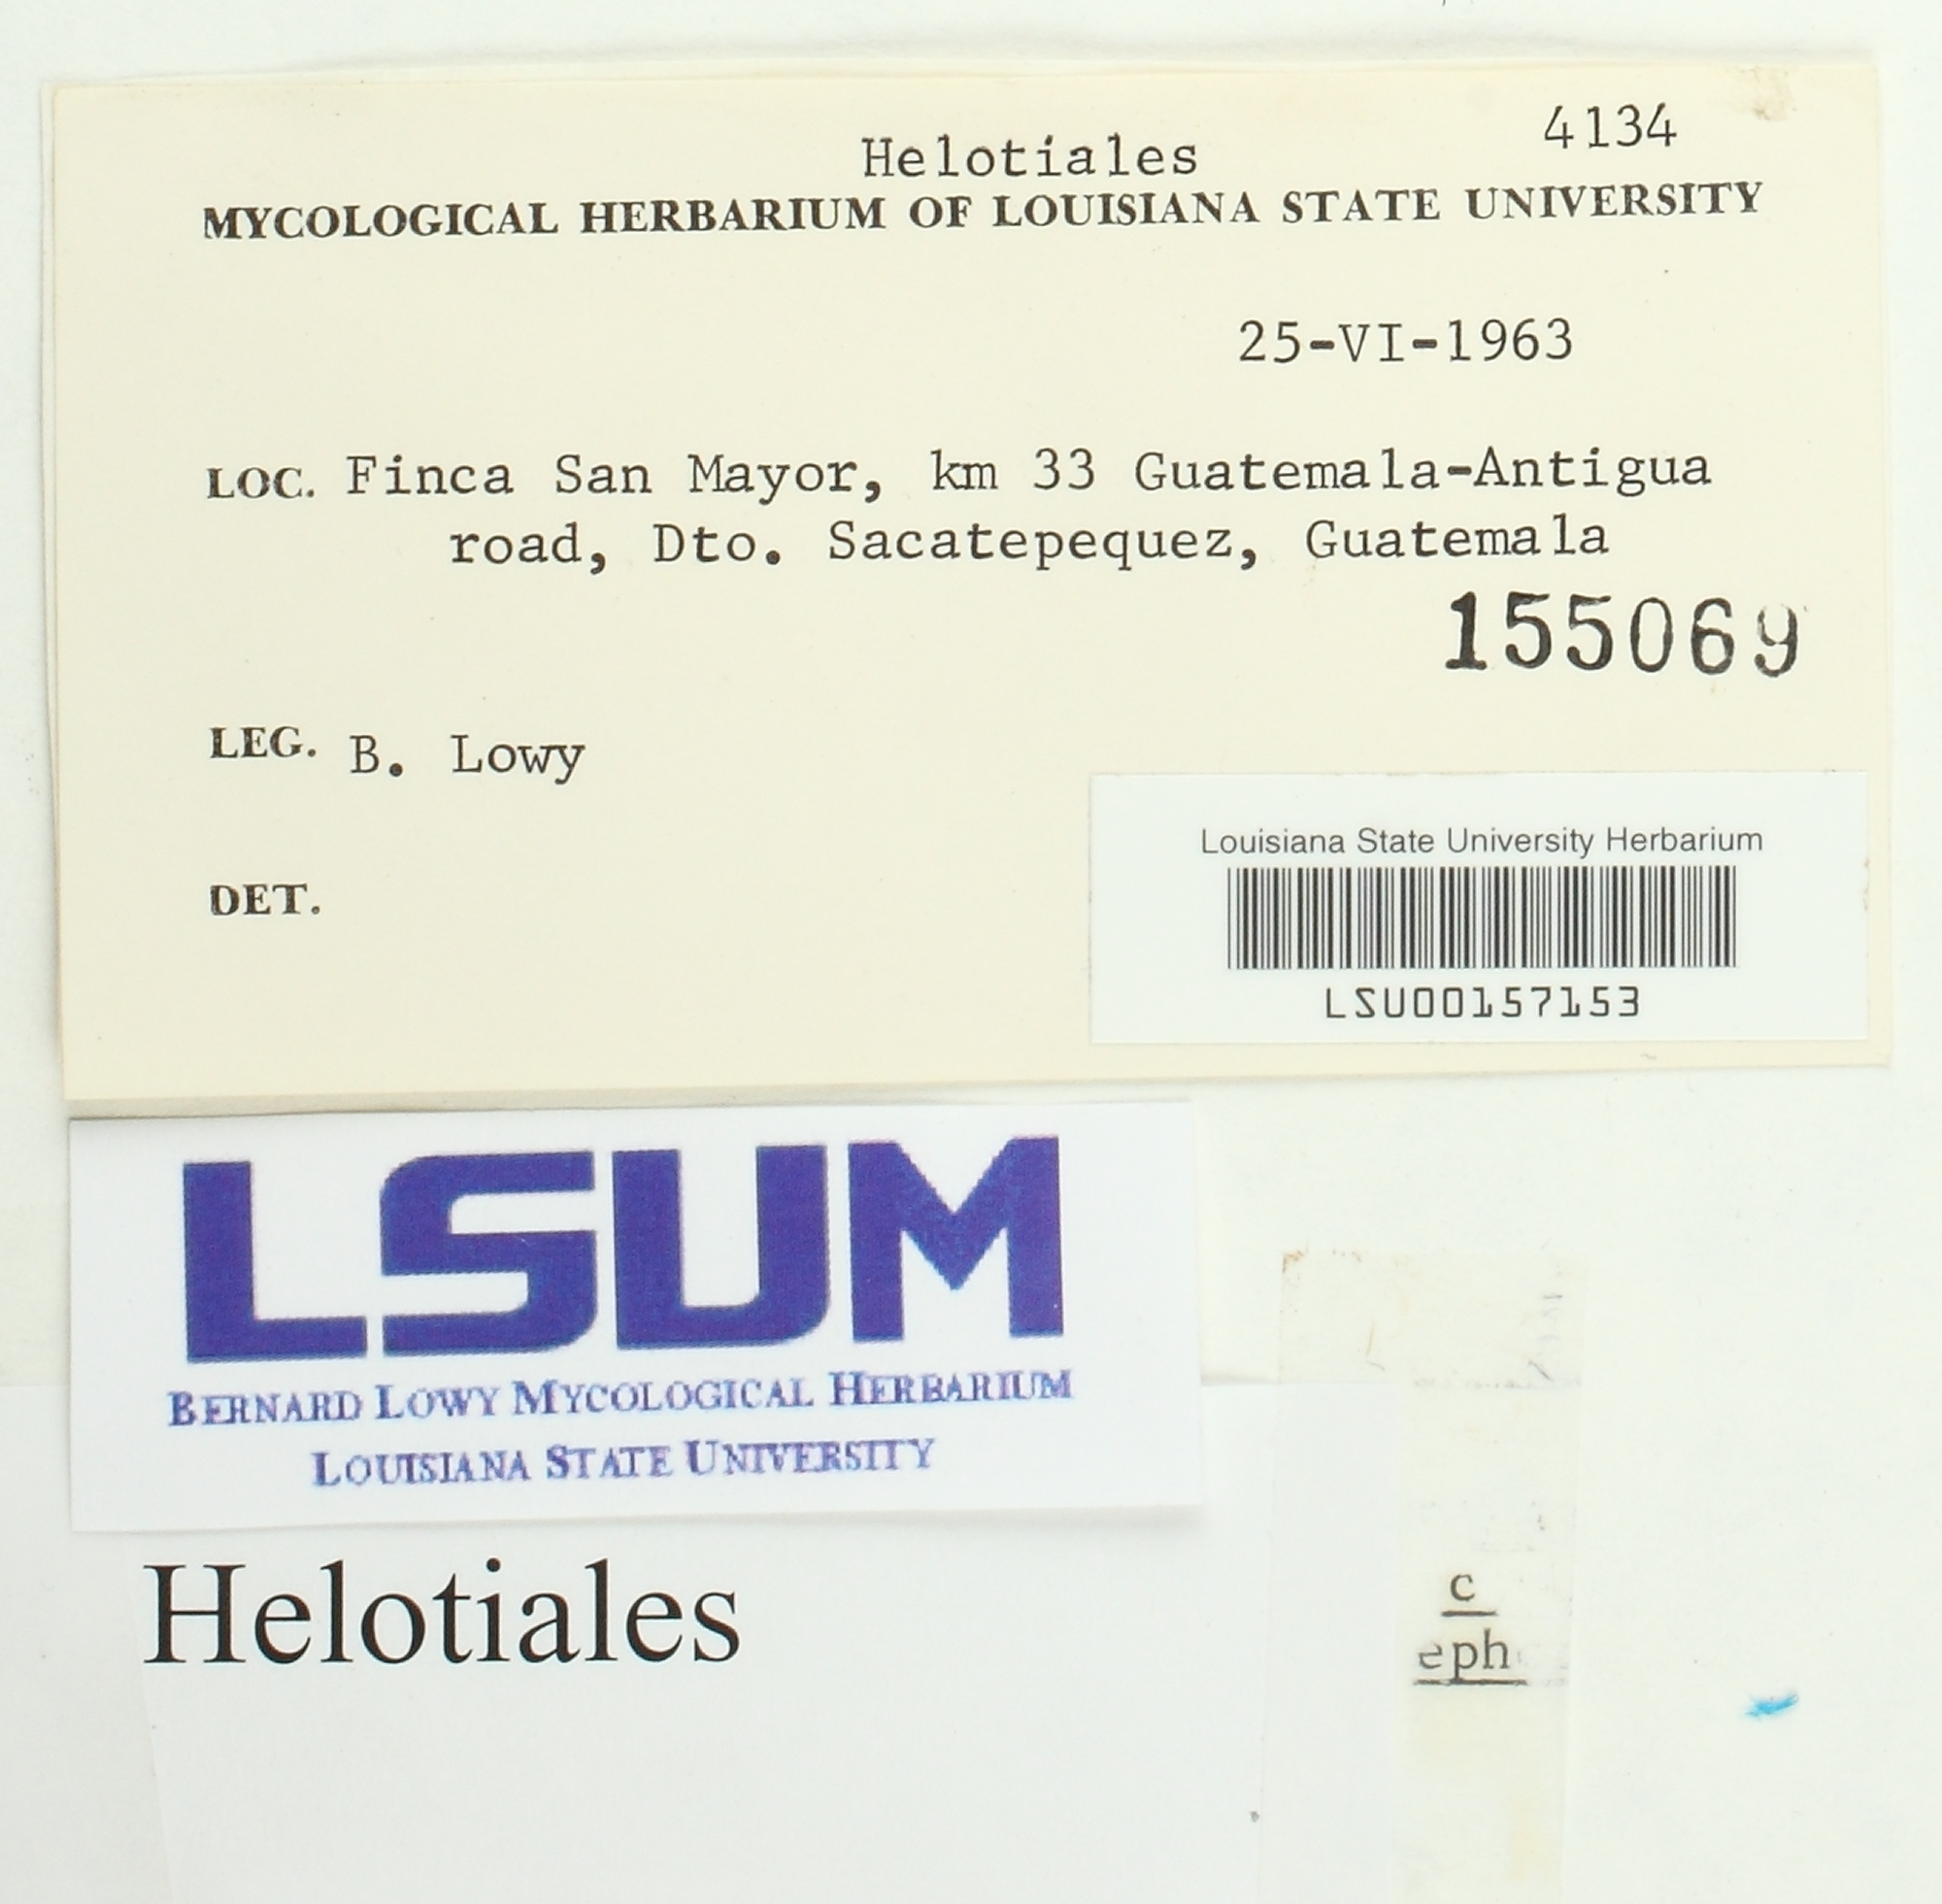 4134
Helotiales
MYCOLOGICAL HERBARIUM OF LOUISIANA STATE UNIVERSITY
25-VI-1963
LOC. Finca San Mayor, km 33 Guatemala-Antigua
road, Dto. Sacatepequez, Guatemala
155069
LEG. B. Lowy
DET.
Louisiana State University Herbarium
LSU00157153
LSUM
BERNARD LOWY MYCOLOGICAL HERBARIUM
LOUISIANA STATE UNIVERSITY
Helotiales
c
eph